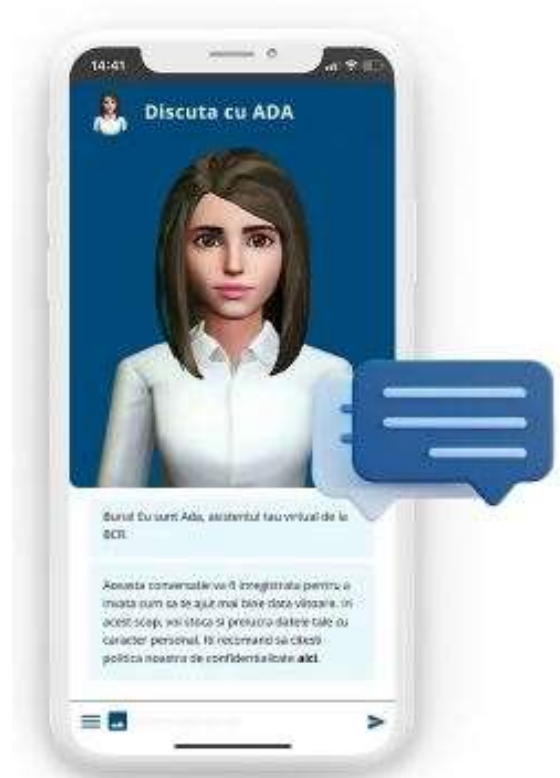 14:41
Discuta cu ADA
Buna! Eu sunt Ada, asistentul tau virtual de la
BCR.
Aceasta conversatie va fi inregistrata pentru a
invata cum sa te ajut mai bine data viitoare. In
acest scop, voi stoca si prelucra datele tale cu
caracter personal. Iti recomand sa citesti
politica noastra de confidentialitate aici.